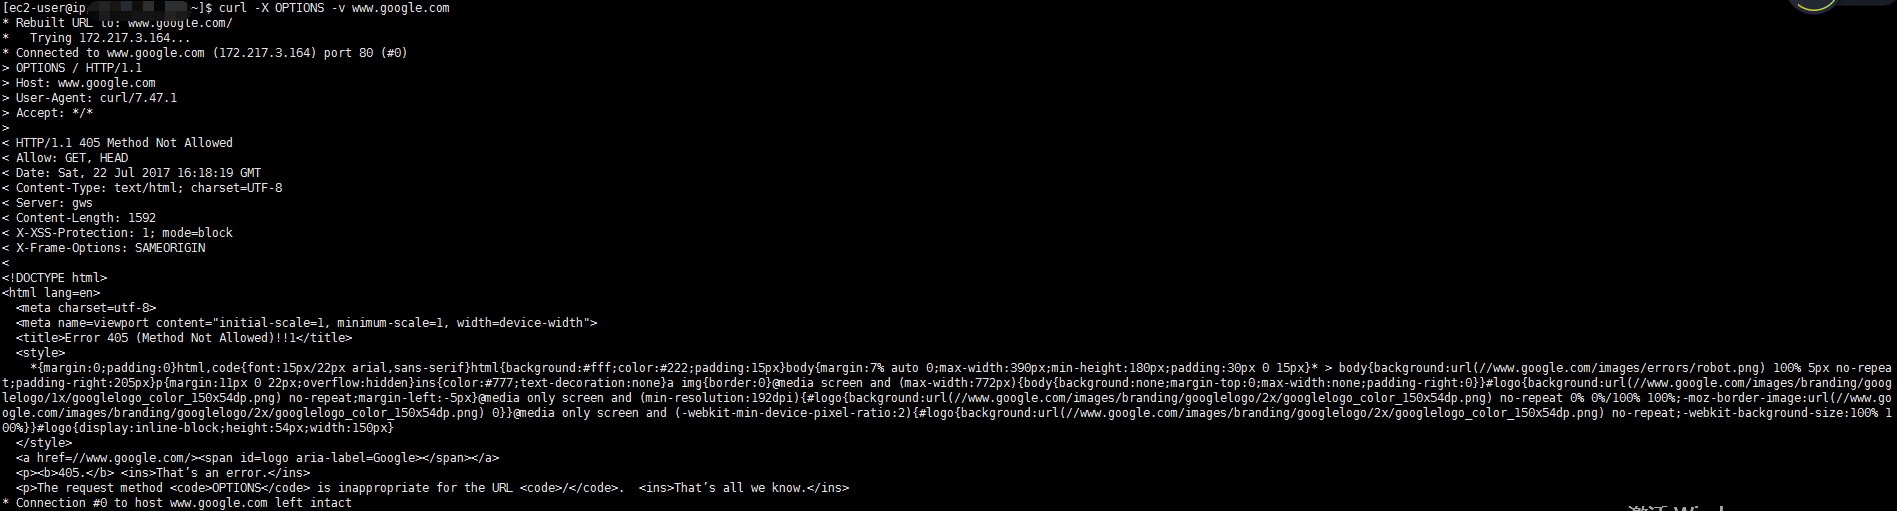 [ec2-user@ip ~]$ curl -X OPTIONS -v www.google.com
* Rebuilt URL to: www.google.com/
*   Trying 172.217.3.164...
* Connected to www.google.com (172.217.3.164) port 80 (#0)
> OPTIONS / HTTP/1.1
> Host: www.google.com
> User-Agent: curl/7.47.1
> Accept: */*
>
< HTTP/1.1 405 Method Not Allowed
< Allow: GET, HEAD
< Date: Sat, 22 Jul 2017 16:18:19 GMT
< Content-Type: text/html; charset=UTF-8
< Server: gws
< Content-Length: 1592
< X-XSS-Protection: 1; mode=block
< X-Frame-Options: SAMEORIGIN
<
<!DOCTYPE html>
<html lang=en>
  <meta charset=utf-8>
  <meta name=viewport content="initial-scale=1, minimum-scale=1, width=device-width">
  <title>Error 405 (Method Not Allowed)!!1</title>
  <style>
    *{margin:0;padding:0}html,code{font:15px/22px arial,sans-serif}html{background:#fff;color:#222;padding:15px}body{margin:7% auto 0;max-width:390px;min-height:180px;padding:30px 0 15px}* > body{background:url(//www.google.com/images/errors/robot.png) 100% 5px no-repea
t;padding-right:205px}p{margin:11px 0 22px;overflow:hidden}ins{color:#777;text-decoration:none}a img{border:0}@media screen and (max-width:772px){body{background:none;margin-top:0;max-width:none;padding-right:0}}#logo{background:url(//www.google.com/images/branding/goog
lelogo/1x/googlelogo_color_150x54dp.png) no-repeat;margin-left:-5px}@media only screen and (min-resolution:192dpi){#logo{background:url(//www.google.com/images/branding/googlelogo/2x/googlelogo_color_150x54dp.png) no-repeat 0% 0%/100% 100%;-moz-border-image:url(//www.go
ogle.com/images/branding/googlelogo/2x/googlelogo_color_150x54dp.png) 0}}@media only screen and (-webkit-min-device-pixel-ratio:2){#logo{background:url(//www.google.com/images/branding/googlelogo/2x/googlelogo_color_150x54dp.png) no-repeat;-webkit-background-size:100% 1
00%}}#logo{display:inline-block;height:54px;width:150px}
  </style>
  <a href=//www.google.com/><span id=logo aria-label=Google></span></a>
  <p><b>405.</b> <ins>That’s an error.</ins>
  <p>The request method <code>OPTIONS</code> is inappropriate for the URL <code>/</code>.  <ins>That’s all we know.</ins>
* Connection #0 to host www.google.com left intact